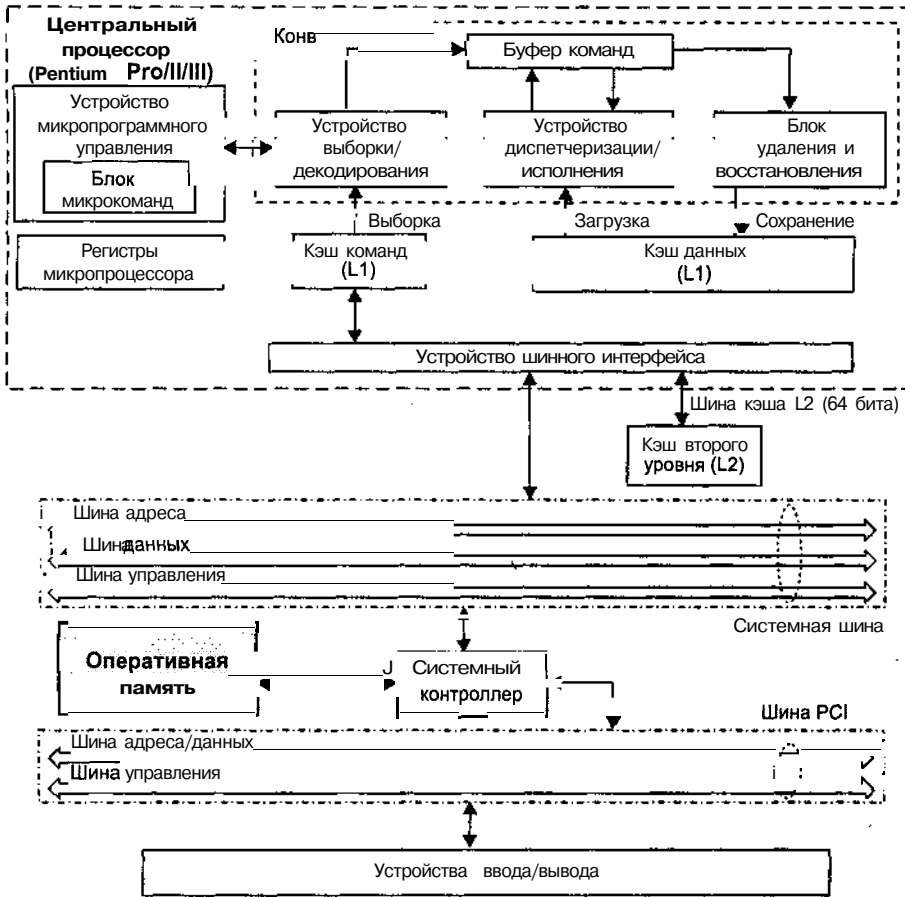 Центральный
процессор
(Pentium Pro/II/III)
Конв
Буфер команд
Устройство
микропрограммного
управления
Блок
микрокоманд
Устройство
выборки/
декодирования
Устройство
диспетчеризации/
исполнения
Блок
удаления и
восстановления
Выборка
Загрузка
Сохранение
Регистры
микропроцессора
Кэш команд
(L1)
Кэш данных
(L1)
Устройство шинного интерфейса
Шина кэша L2 (64 бита)
Кэш второго
уровня (L2)
Шина адреса
Шинданных
Шина управления
Системная шина
Оперативная
память
Системный
контроллер
Шина PCI
Шина адреса/данных
Шина управления
Устройства ввода/вывода